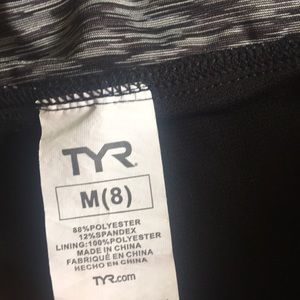 TYR
M(8)
88%POLYESTER
12%SPANDEX
LINING:100%POLYESTER
MADE IN CHINA
FABRIQUÉ EN CHINA
HECHO EN CHINA
TYR.com